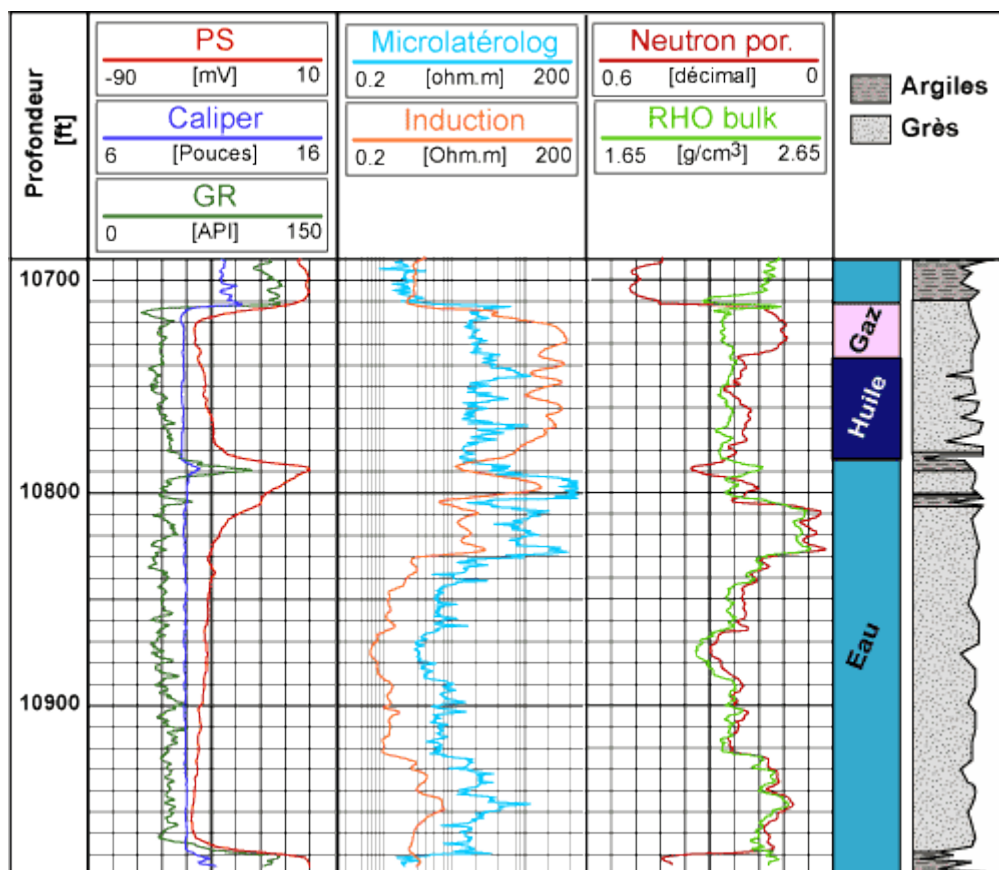 Profondeur
[ft]
PS
-90 [mV] 10
Caliper
6 [Pouces] 16
GR
0 [API] 150
Microlatérolog
0.2 [ohm.m] 200
Induction
0.2 [Ohm.m] 200
Neutron por.
0.6 [décimal] 0
RHO bulk
1.65 [g/cm3] 2.65
Argiles
Grès
10700
10800
10900
Gaz
Huile
Eau